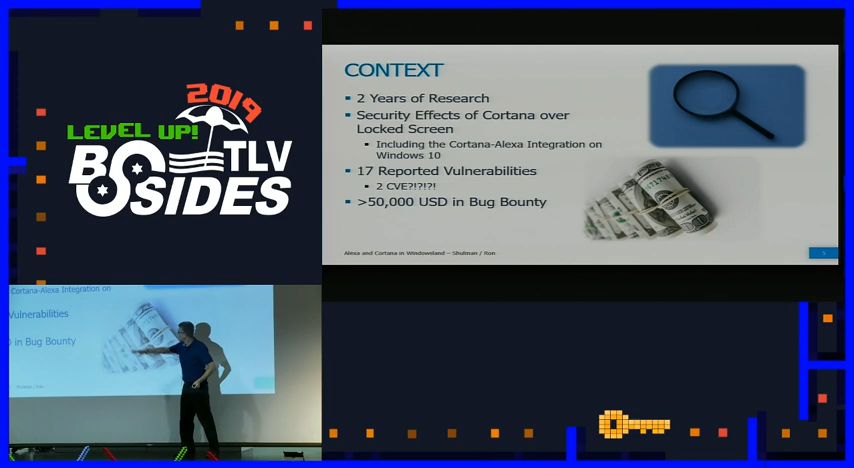 2019
LEVEL UP!
BSIDES TLV
CONTEXT
2 Years of Research
Security Effects of Cortana over
Locked Screen
Including the Cortana-Alexa Integration on
Windows 10
17 Reported Vulnerabilities
2 CVE?!?!?!
>50,000 USD in Bug Bounty
Alexa and Cortana in Windowsland – Shulman / Ron
5
Cortana-Alexa Integration on
Vulnerabilities
D in Bug Bounty